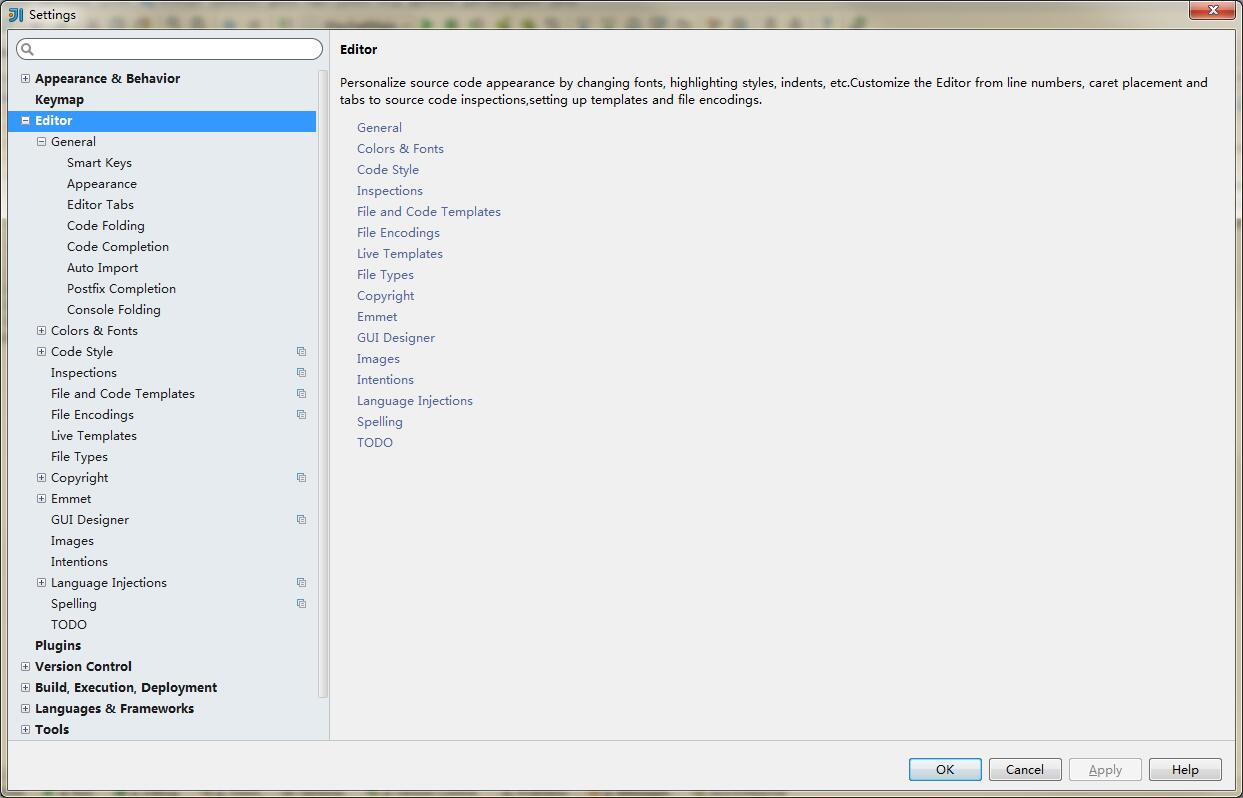 Settings
Appearance & Behavior
Keymap
Editor
General
Smart Keys
Appearance
Editor Tabs
Code Folding
Code Completion
Auto Import
Postfix Completion
Console Folding
Colors & Fonts
Code Style
Inspections
File and Code Templates
File Encodings
Live Templates
File Types
Copyright
Emmet
GUI Designer
Images
Intentions
Language Injections
Spelling
TODO
Plugins
Version Control
Build, Execution, Deployment
Languages & Frameworks
Tools
Editor
Personalize source code appearance by changing fonts, highlighting styles, indents, etc.Customize the Editor from line numbers, caret placement and
tabs to source code inspections,setting up templates and file encodings.
General
Colors & Fonts
Code Style
Inspections
File and Code Templates
File Encodings
Live Templates
File Types
Copyright
Emmet
GUI Designer
Images
Intentions
Language Injections
Spelling
TODO
OK Cancel Apply Help